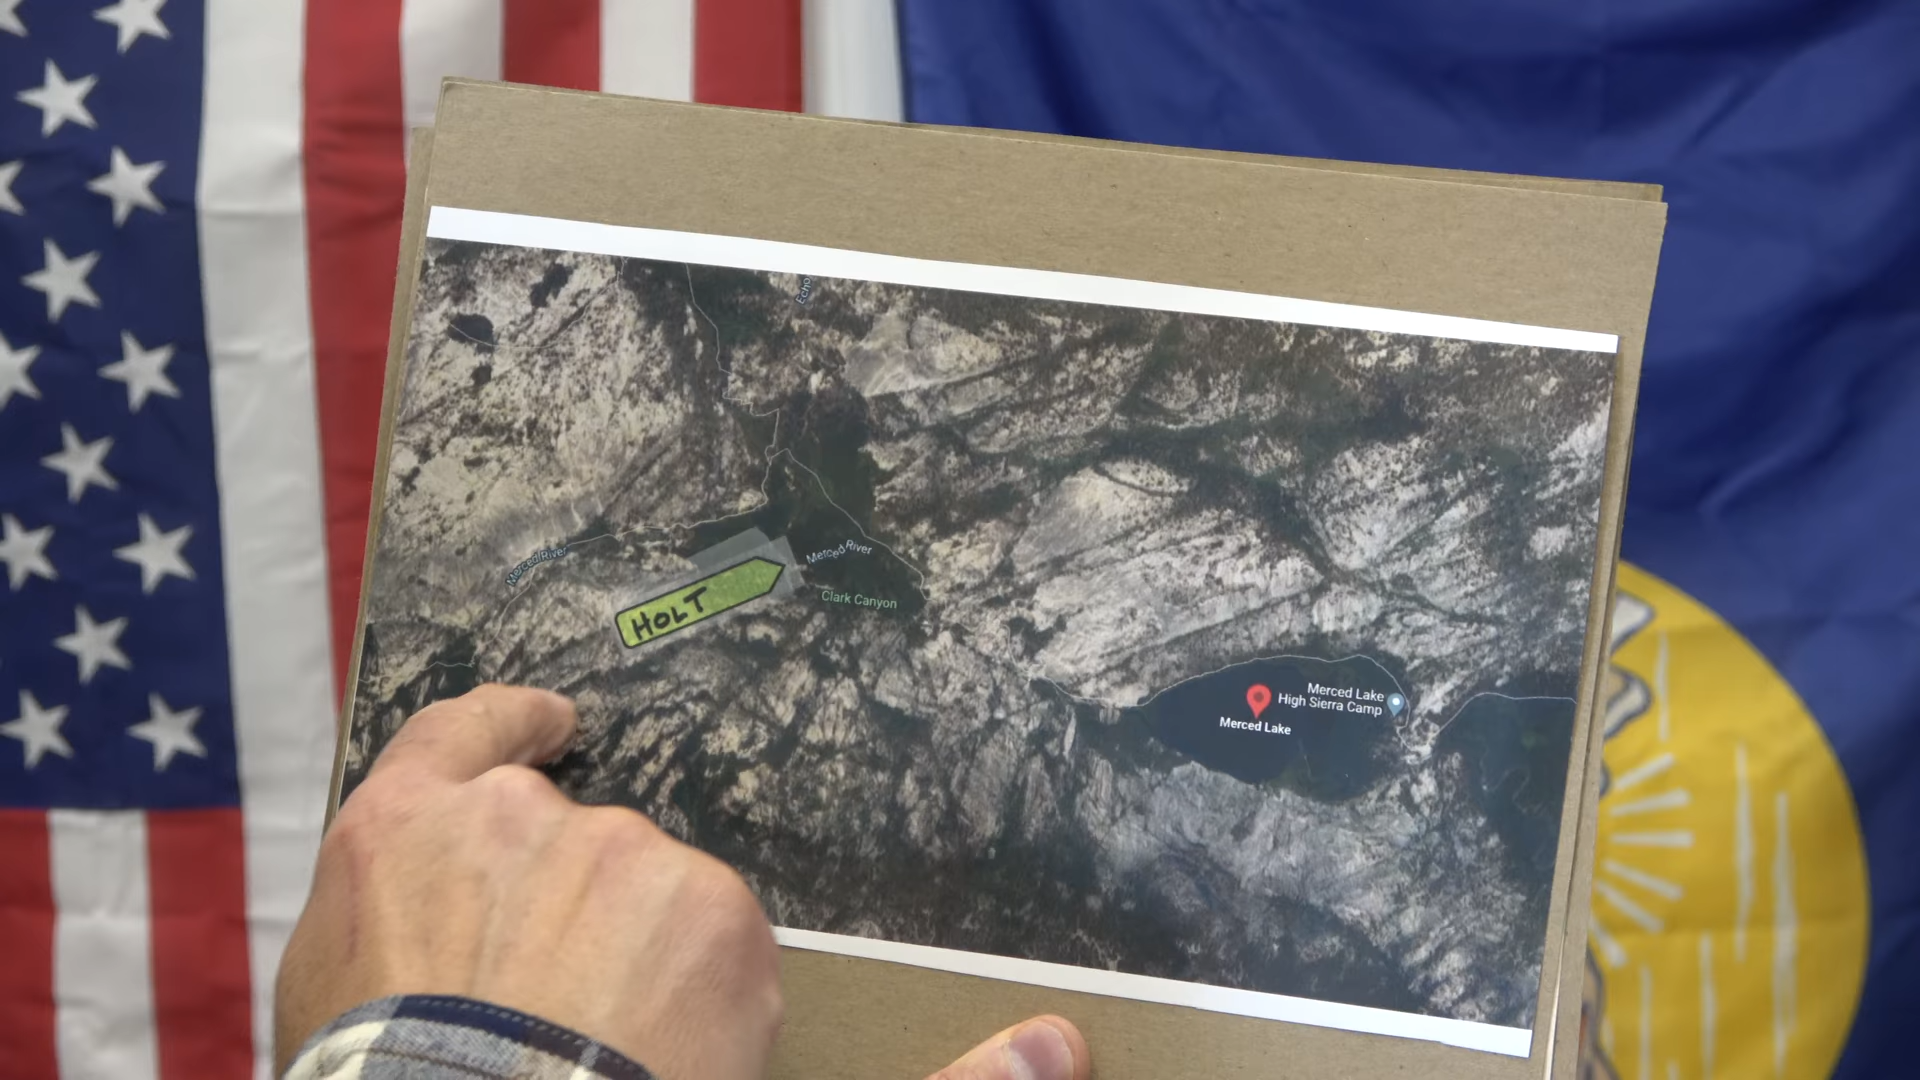 Echo
Merced River
Merced River
HOLT
Clark Canyon
Merced Lake
High Sierra Camp
Merced Lake